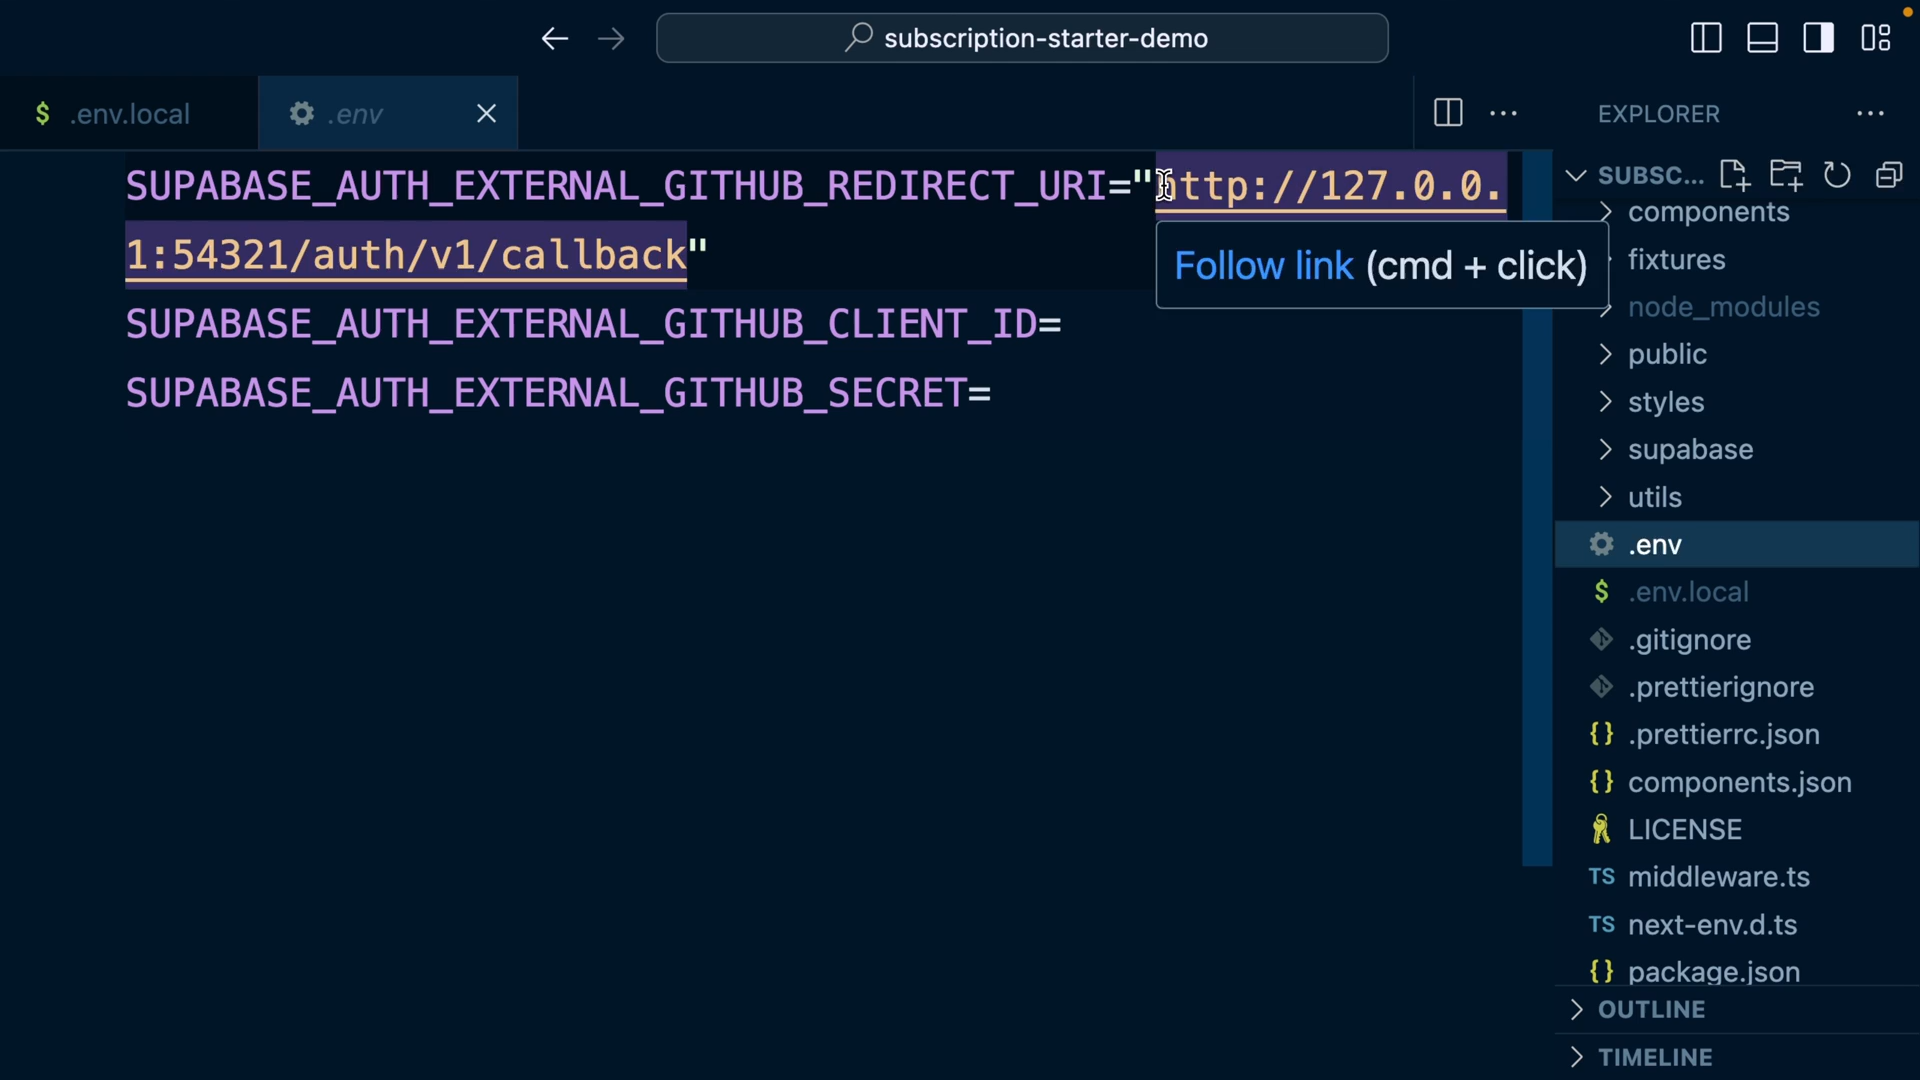 subscription-starter-demo
$ .env.local
.env
EXPLORER
SUPABASE_AUTH_EXTERNAL_GITHUB_REDIRECT_URI="http://127.0.0.
1:54321/auth/v1/callback"
SUPABASE_AUTH_EXTERNAL_GITHUB_CLIENT_ID=
SUPABASE_AUTH_EXTERNAL_GITHUB_SECRET=
Follow link (cmd + click)
SUBSC...
components
fixtures
node_modules
public
styles
supabase
utils
.env
$ .env.local
.gitignore
.prettierignore
{} .prettierrc.json
{} components.json
LICENSE
TS middleware.ts
TS next-env.d.ts
{} package.json
OUTLINE
TIMELINE